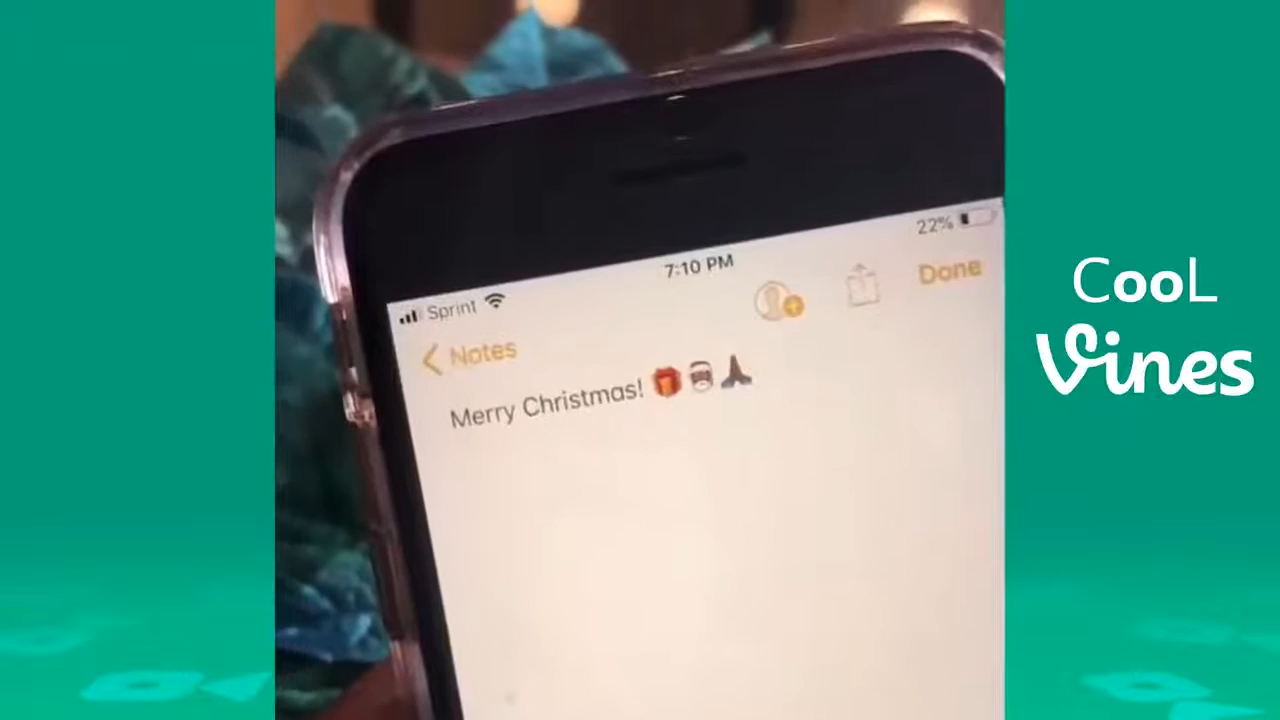 Sprint
7:10 PM
22%
Notes
Done
Merry Christmas! 🎁🎅🏿🙏🏿
CooL
Vines